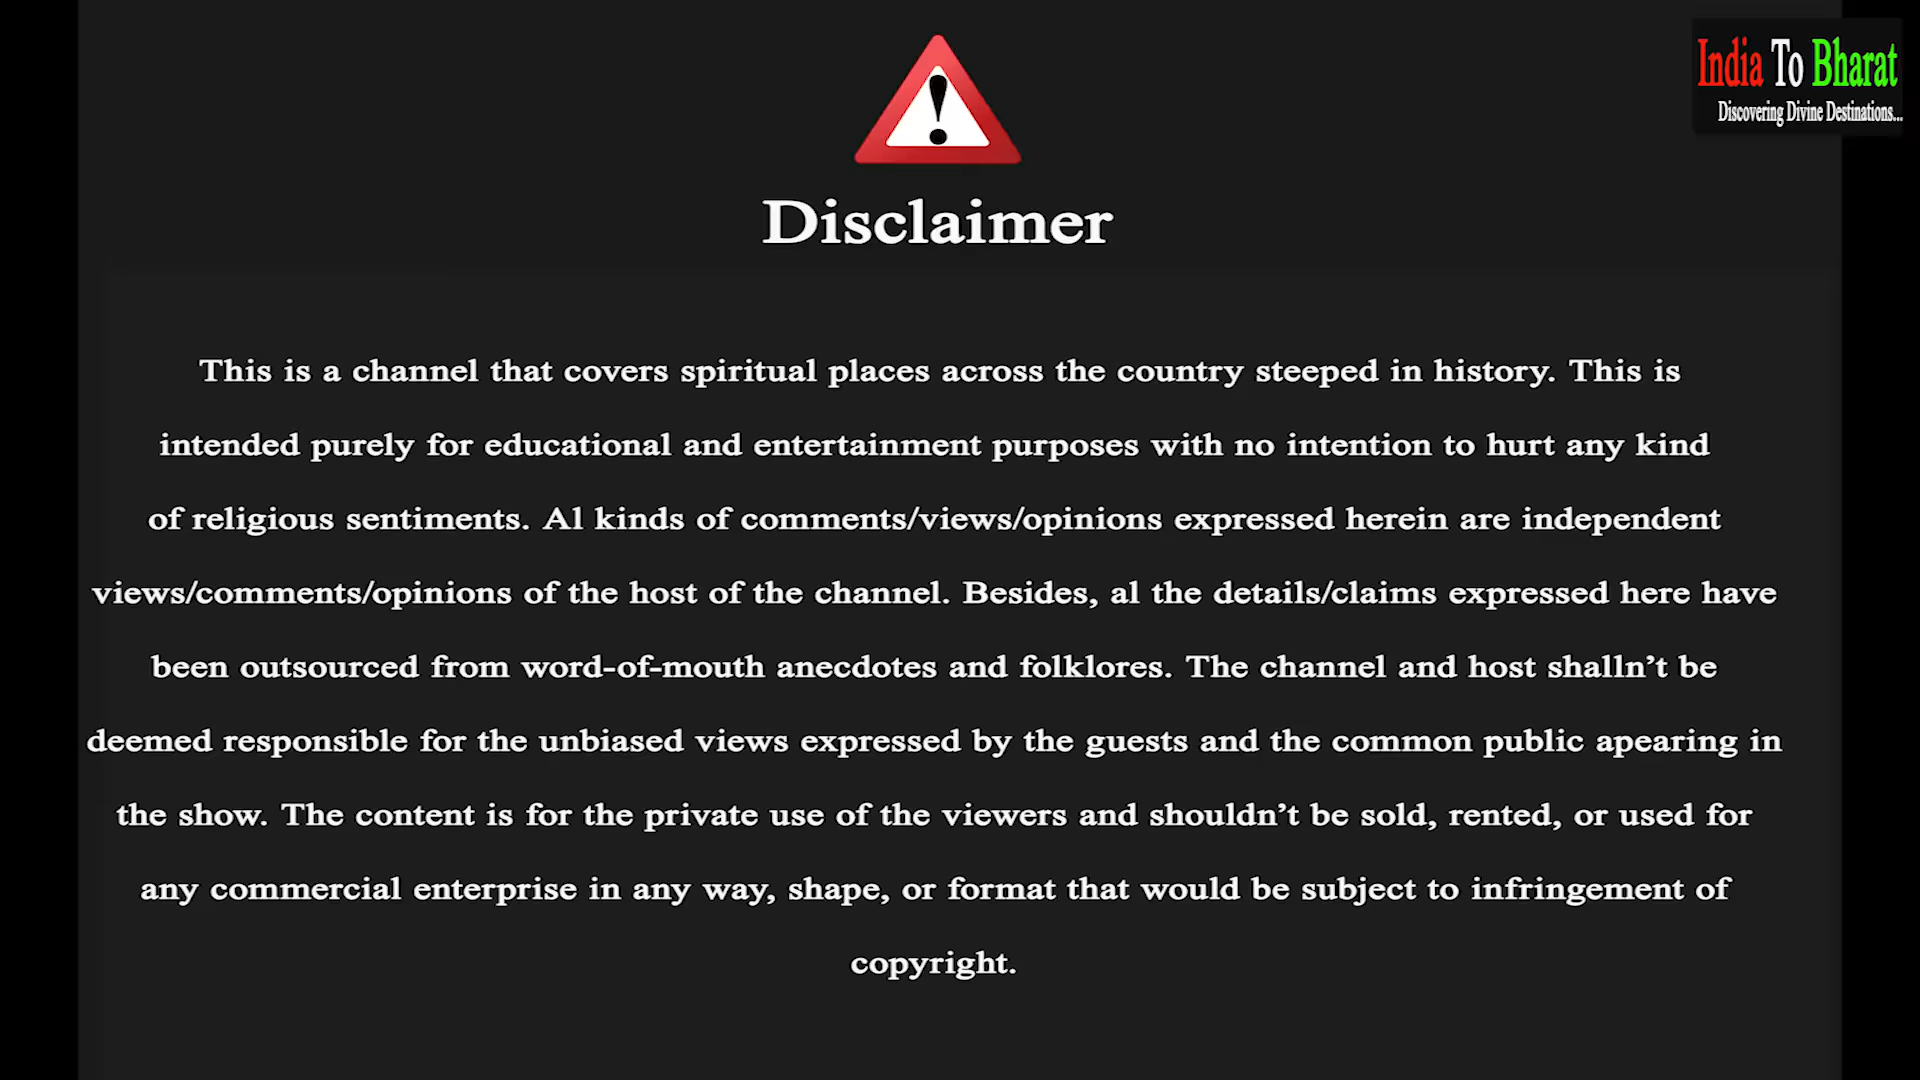 India To Bharat
Discovering Divine Destinations...
Disclaimer
This is a channel that covers spiritual places across the country steeped in history. This is
intended purely for educational and entertainment purposes with no intention to hurt any kind
of religious sentiments. Al kinds of comments/views/opinions expressed herein are independent
views/comments/opinions of the host of the channel. Besides, al the details/claims expressed here have
been outsourced from word-of-mouth anecdotes and folklores. The channel and host shalln’t be
deemed responsible for the unbiased views expressed by the guests and the common public apearing in
the show. The content is for the private use of the viewers and shouldn’t be sold, rented, or used for
any commercial enterprise in any way, shape, or format that would be subject to infringement of
copyright.